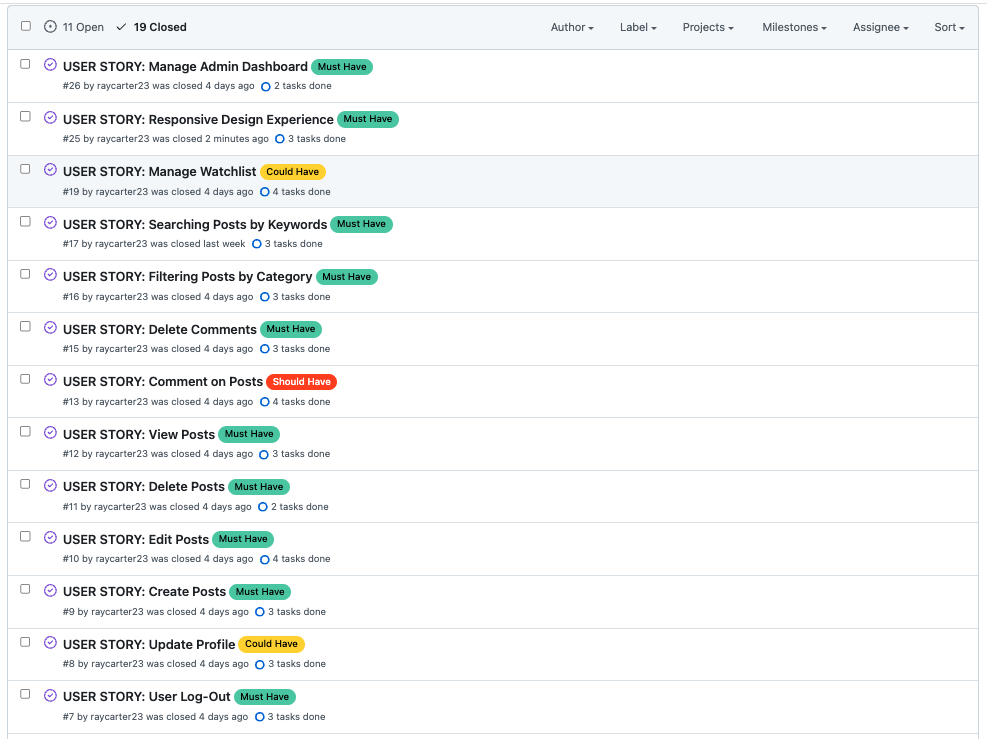 11 Open 19 Closed Author Label Projects Milestones Assignee Sort
USER STORY: Manage Admin Dashboard Must Have
#26 by raycarter23 was closed 4 days ago 2 tasks done
USER STORY: Responsive Design Experience Must Have
#25 by raycarter23 was closed 2 minutes ago 3 tasks done
USER STORY: Manage Watchlist Could Have
#19 by raycarter23 was closed 4 days ago 4 tasks done
USER STORY: Searching Posts by Keywords Must Have
#17 by raycarter23 was closed last week 3 tasks done
USER STORY: Filtering Posts by Category Must Have
#16 by raycarter23 was closed 4 days ago 3 tasks done
USER STORY: Delete Comments Must Have
#15 by raycarter23 was closed 4 days ago 3 tasks done
USER STORY: Comment on Posts Should Have
#13 by raycarter23 was closed 4 days ago 4 tasks done
USER STORY: View Posts Must Have
#12 by raycarter23 was closed 4 days ago 3 tasks done
USER STORY: Delete Posts Must Have
#11 by raycarter23 was closed 4 days ago 2 tasks done
USER STORY: Edit Posts Must Have
#10 by raycarter23 was closed 4 days ago 4 tasks done
USER STORY: Create Posts Must Have
#9 by raycarter23 was closed 4 days ago 3 tasks done
USER STORY: Update Profile Could Have
#8 by raycarter23 was closed 4 days ago 3 tasks done
USER STORY: User Log-Out Must Have
#7 by raycarter23 was closed 4 days ago 3 tasks done